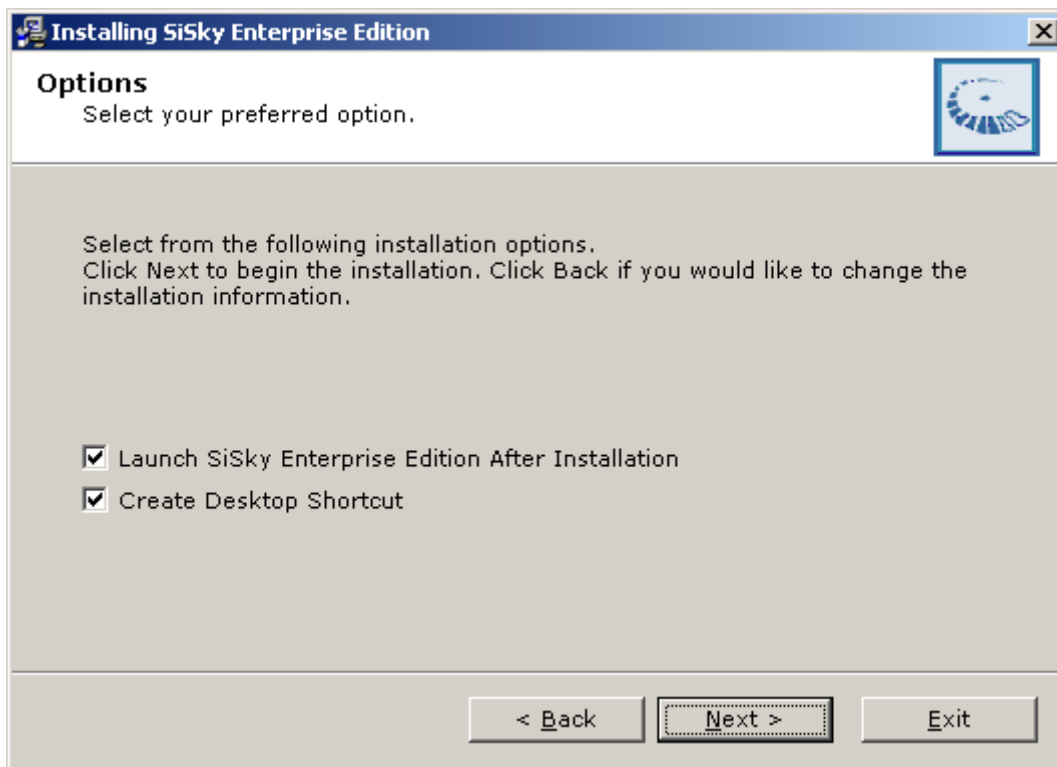 Installing SiSky Enterprise Edition
Options
Select your preferred option.
Select from the following installation options.
Click Next to begin the installation. Click Back if you would like to change the
installation information.
Launch SiSky Enterprise Edition After Installation
Create Desktop Shortcut
< Back
Next >
Exit